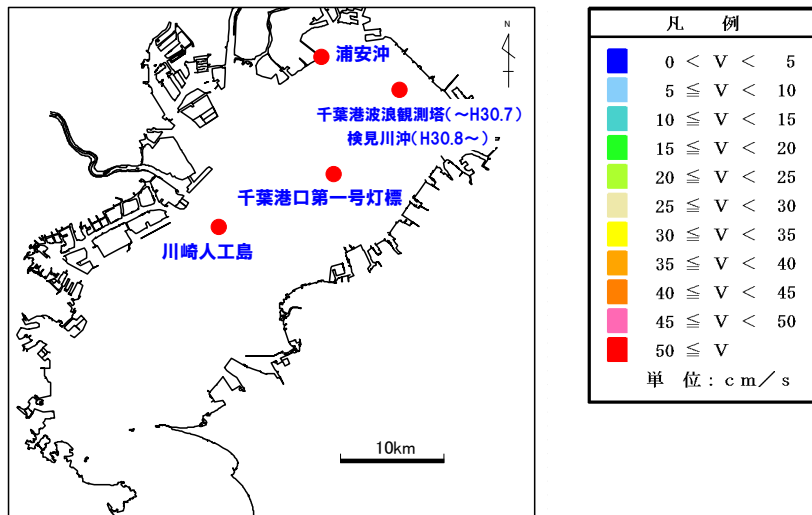 N
浦安沖
千葉港波浪観測塔(～H30.7)
検見川沖(H30.8～)
千葉港口第一号灯標
川崎人工島
10km
凡 例
0 < V < 5
5 ≦ V < 10
10 ≦ V < 15
15 ≦ V < 20
20 ≦ V < 25
25 ≦ V < 30
30 ≦ V < 35
35 ≦ V < 40
40 ≦ V < 45
45 ≦ V < 50
50 ≦ V
単 位：ｃｍ／ｓ